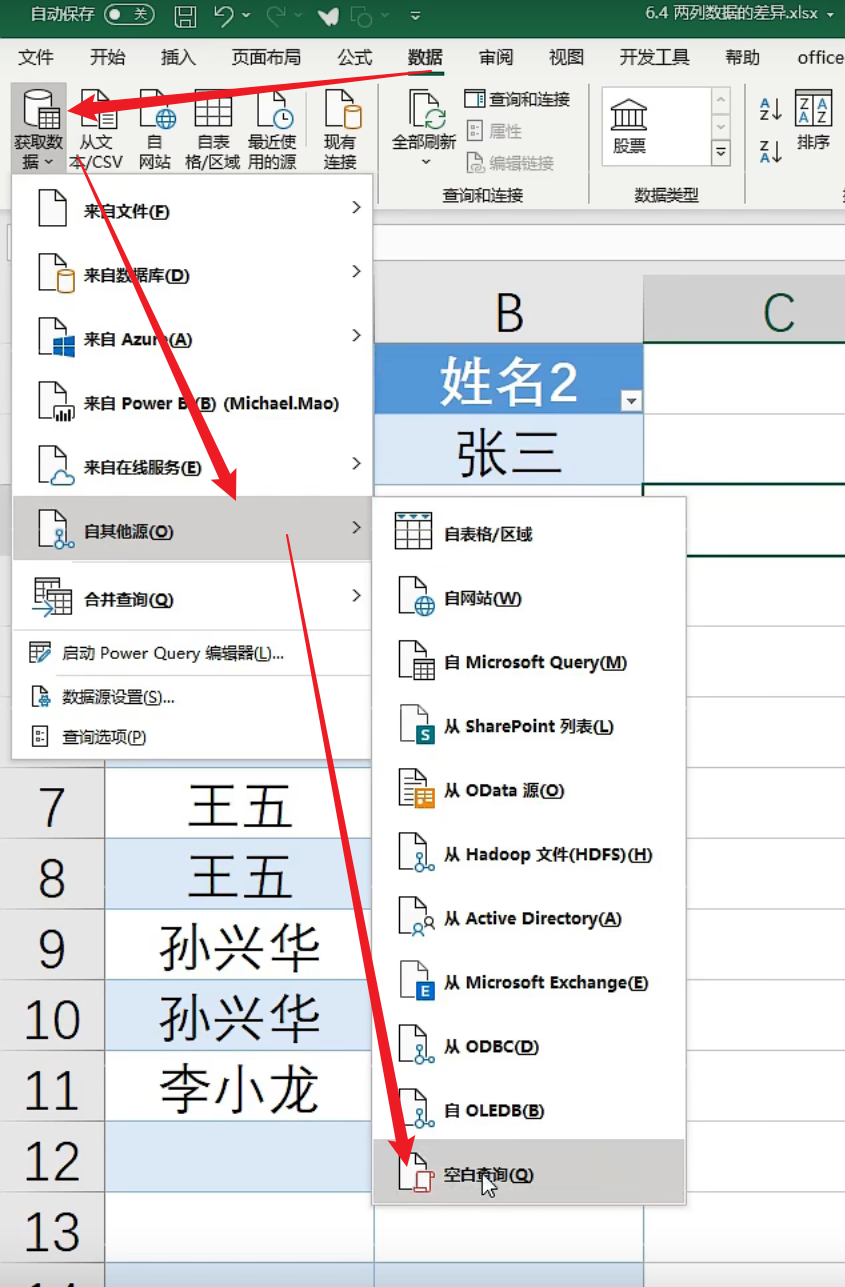 自动保存 关 6.4 两列数据的差异.xlsx
文件 开始 插入 页面布局 公式 数据 审阅 视图 开发工具 帮助 office
获取数据
从文本/CSV
自网站
自表格/区域
最近使用的源
现有连接
全部刷新
查询和连接
属性
编辑链接
查询和连接
股票
数据类型
排序
来自文件(F)
来自数据库(D)
来自 Azure(A)
来自 Power BI(B) (Michael.Mao)
来自在线服务(E)
自其他源(O)
合并查询(Q)
启动 Power Query 编辑器(L)...
数据源设置(S)...
查询选项(P)
自表格/区域
自网站(W)
自 Microsoft Query(M)
从 SharePoint 列表(L)
从 OData 源(O)
从 Hadoop 文件(HDFS)(H)
从 Active Directory(A)
从 Microsoft Exchange(E)
从 ODBC(D)
自 OLEDB(B)
空白查询(Q)
B C
姓名2
张三
7 王五
8 王五
9 孙兴华
10 孙兴华
11 李小龙
12
13